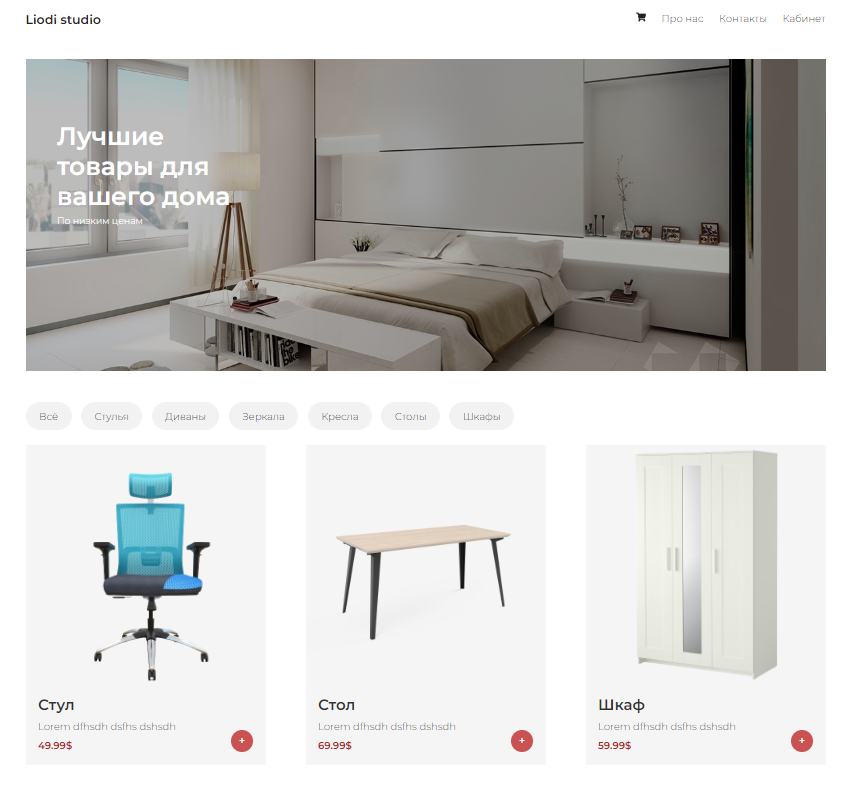 Liodi studio
Про нас Контакты Кабинет
Лучшие
товары для
вашего дома
По низким ценам
Всё Стулья Диваны Зеркала Кресла Столы Шкафы
Стул Стол Шкаф
Lorem dfhsdh dsfhs dshsdh Lorem dfhsdh dsfhs dshsdh Lorem dfhsdh dsfhs dshsdh
49.99$ + 69.99$ + 59.99$ +